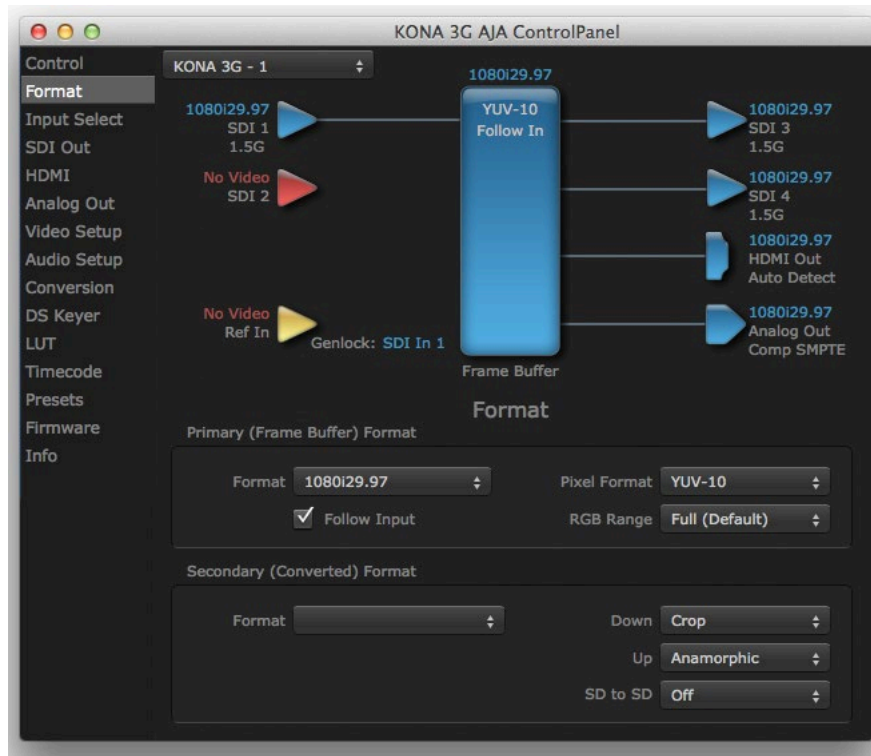 KONA 3G AJA ControlPanel
Control
Format
Input Select
SDI Out
HDMI
Analog Out
Video Setup
Audio Setup
Conversion
DS Keyer
LUT
Timecode
Presets
Firmware
Info
KONA 3G - 1
1080i29.97
1080i29.97
SDI 1
1.5G
No Video
SDI 2
No Video
Ref In
Genlock: SDI In 1
YUV-10
Follow In
Frame Buffer
1080i29.97
SDI 3
1.5G
1080i29.97
SDI 4
1.5G
1080i29.97
HDMI Out
Auto Detect
1080i29.97
Analog Out
Comp SMPTE
Format
Primary (Frame Buffer) Format
Format 1080i29.97
Pixel Format YUV-10
Follow Input
RGB Range Full (Default)
Secondary (Converted) Format
Format
Down Crop
Up Anamorphic
SD to SD Off